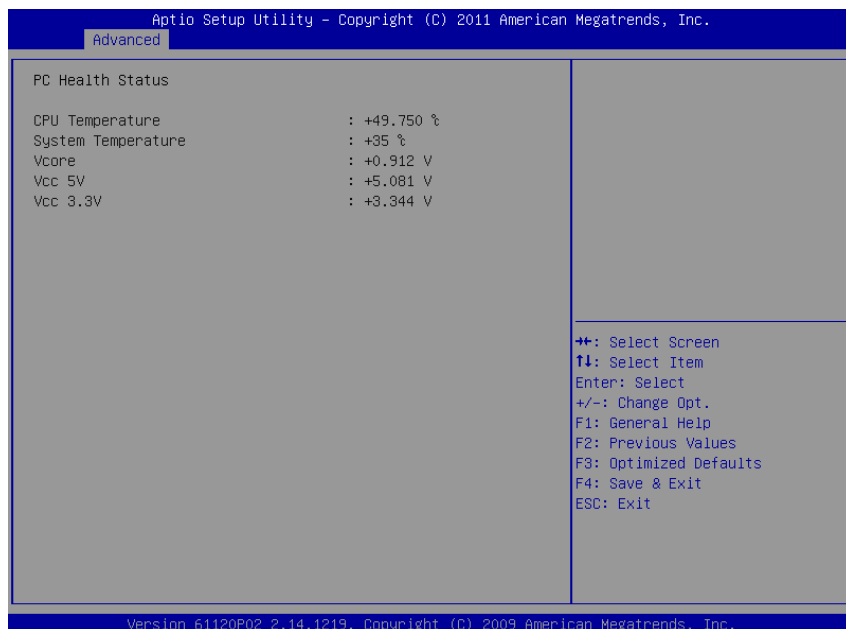 Aptio Setup Utility – Copyright (C) 2011 American Megatrends, Inc.
Advanced
PC Health Status
CPU Temperature : +49.750 ℃
System Temperature : +35 ℃
Vcore : +0.912 V
Vcc 5V : +5.081 V
Vcc 3.3V : +3.344 V
→←: Select Screen
↑↓: Select Item
Enter: Select
+/-: Change Opt.
F1: General Help
F2: Previous Values
F3: Optimized Defaults
F4: Save & Exit
ESC: Exit
Version 61120P02 2.14.1219. Copyright (C) 2009 American Megatrends, Inc.